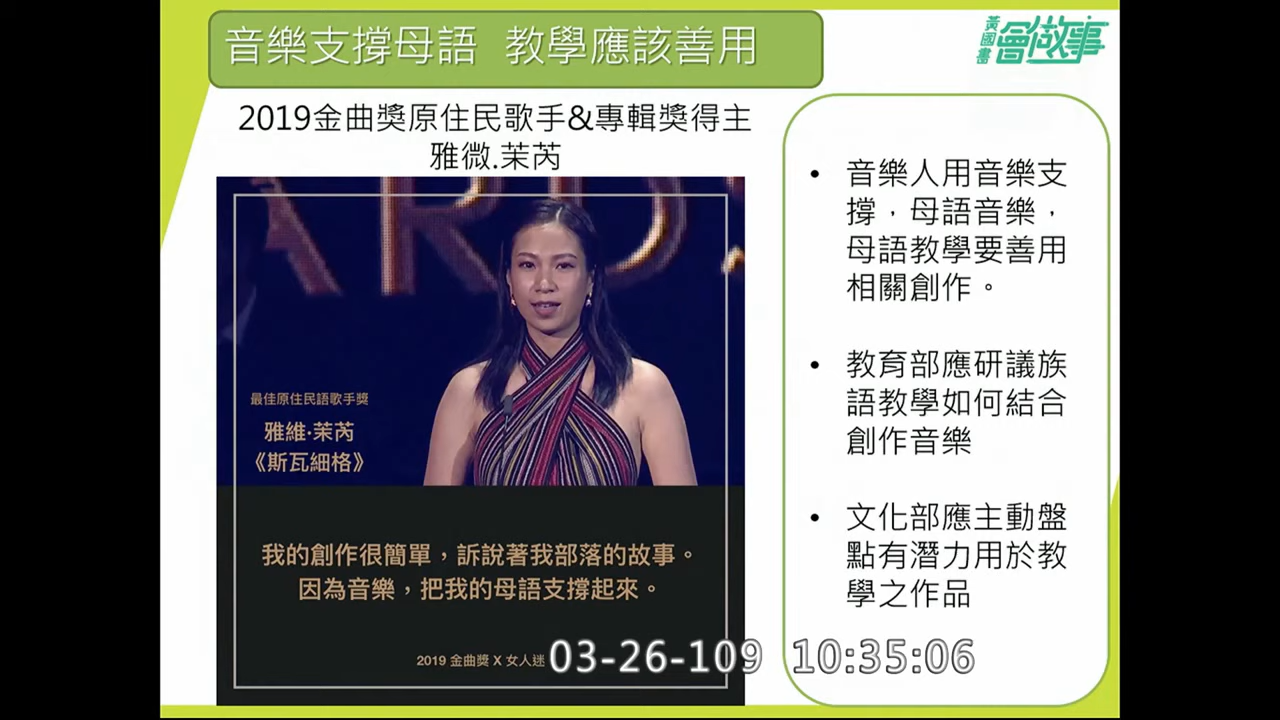 音樂支撐母語 教學應該善用
黃國書
會做事
2019金曲獎原住民歌手&專輯獎得主
雅微.茉芮
ARDS
最佳原住民語歌手獎
雅維·茉芮
《斯瓦細格》
我的創作很簡單，訴說著我部落的故事。
因為音樂，把我的母語支撐起來。
2019 金曲獎 X 女人迷
• 音樂人用音樂支
撐，母語音樂，
母語教學要善用
相關創作。
• 教育部應研議族
語教學如何結合
創作音樂
• 文化部應主動盤
點有潛力用於教
學之作品
03-26-109 10:35:06